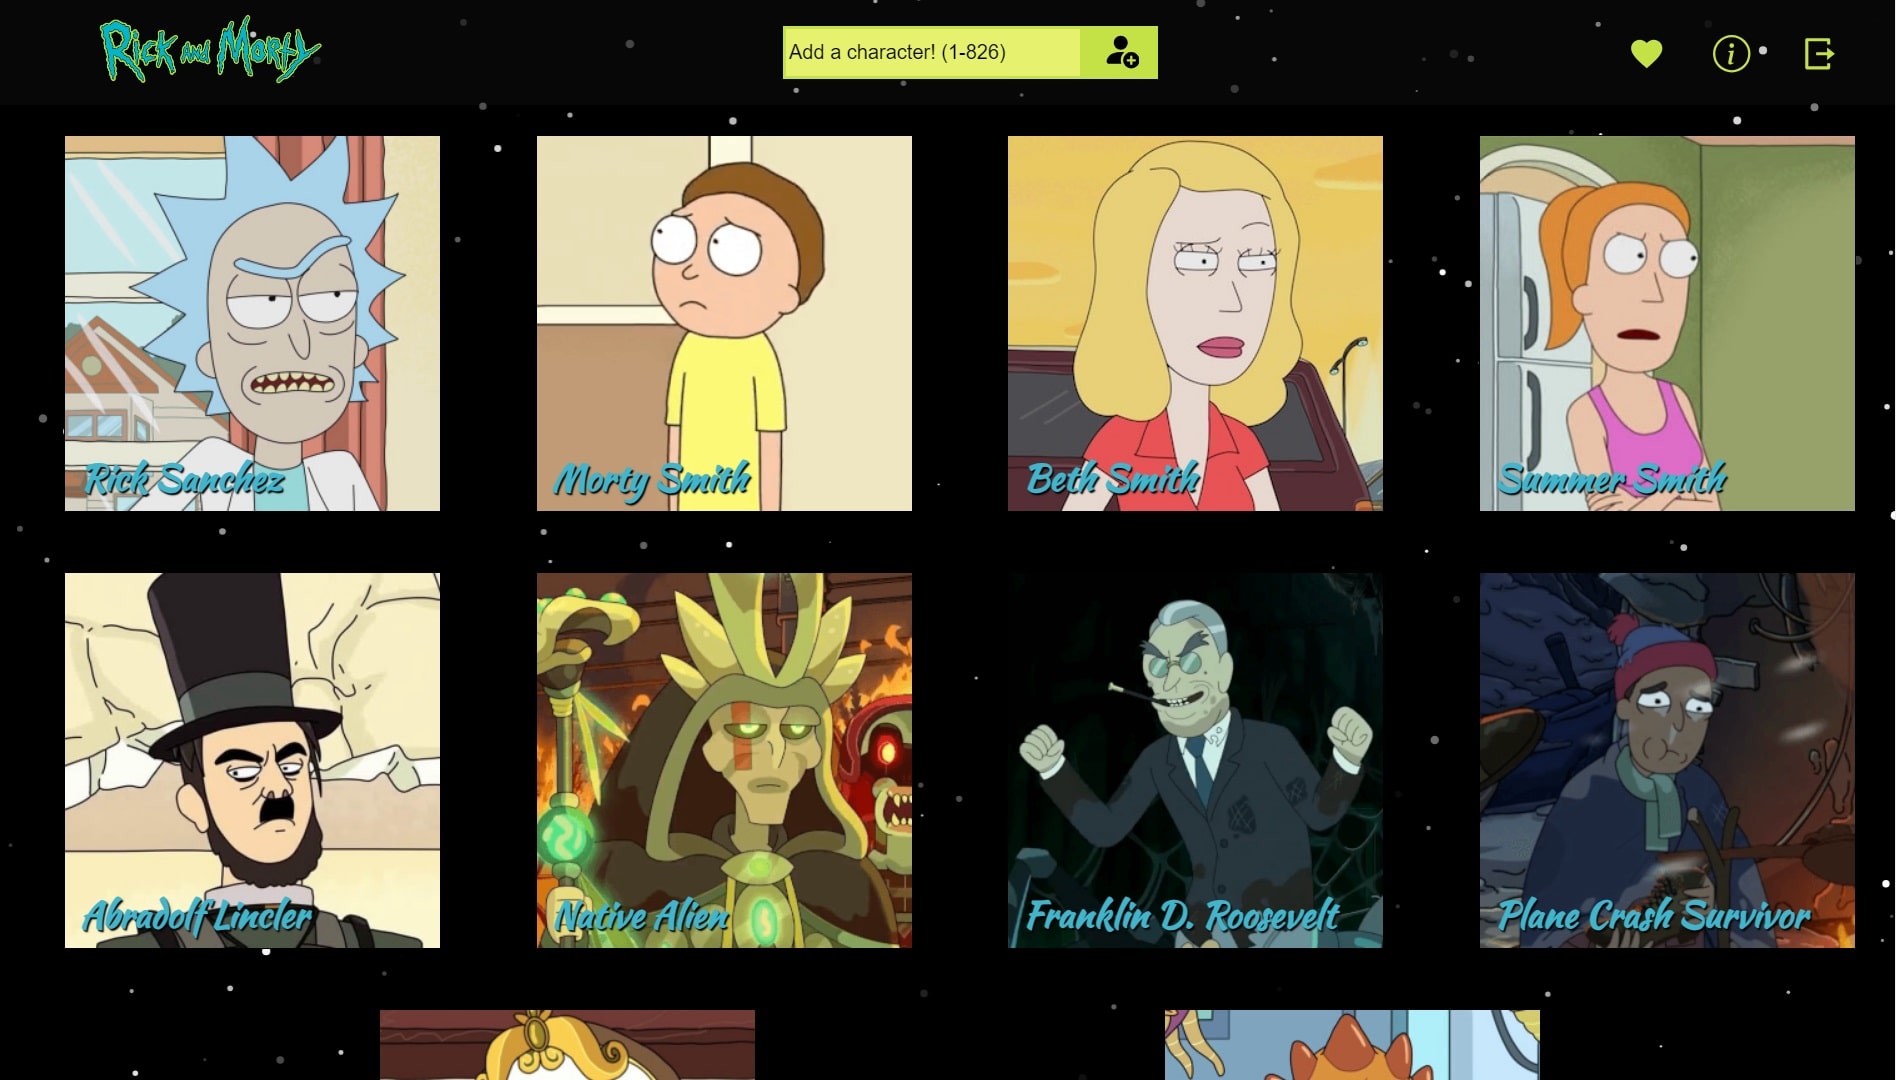 Rick and Morty
Add a character! (1-826)
Rick Sanchez
Morty Smith
Beth Smith
Summer Smith
Abradolf Lincler
Native Alien
Franklin D. Roosevelt
Plane Crash Survivor